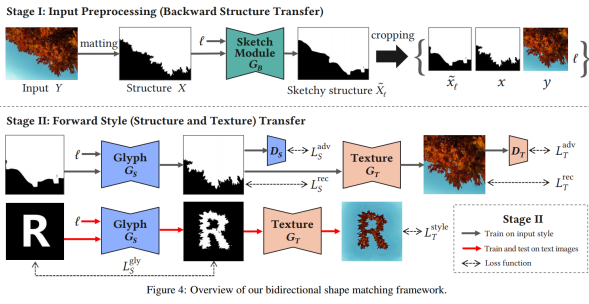 Stage I: Input Preprocessing (Backward Structure Transfer)
matting
ℓ
Sketch
Module
G_B
cropping
ℓ
Input Y
Structure X
Sketchy structure X̃_ℓ
x̃_ℓ
x
y
Stage II: Forward Style (Structure and Texture) Transfer
ℓ
Glyph
G_S
D_S
L_S^adv
L_S^rec
Texture
G_T
D_T
L_T^adv
L_T^rec
R
ℓ
Glyph
G_S
R
Texture
G_T
R
L_T^style
L_S^gly
Stage II
Train on input style
Train and test on text images
Loss function
Figure 4: Overview of our bidirectional shape matching framework.